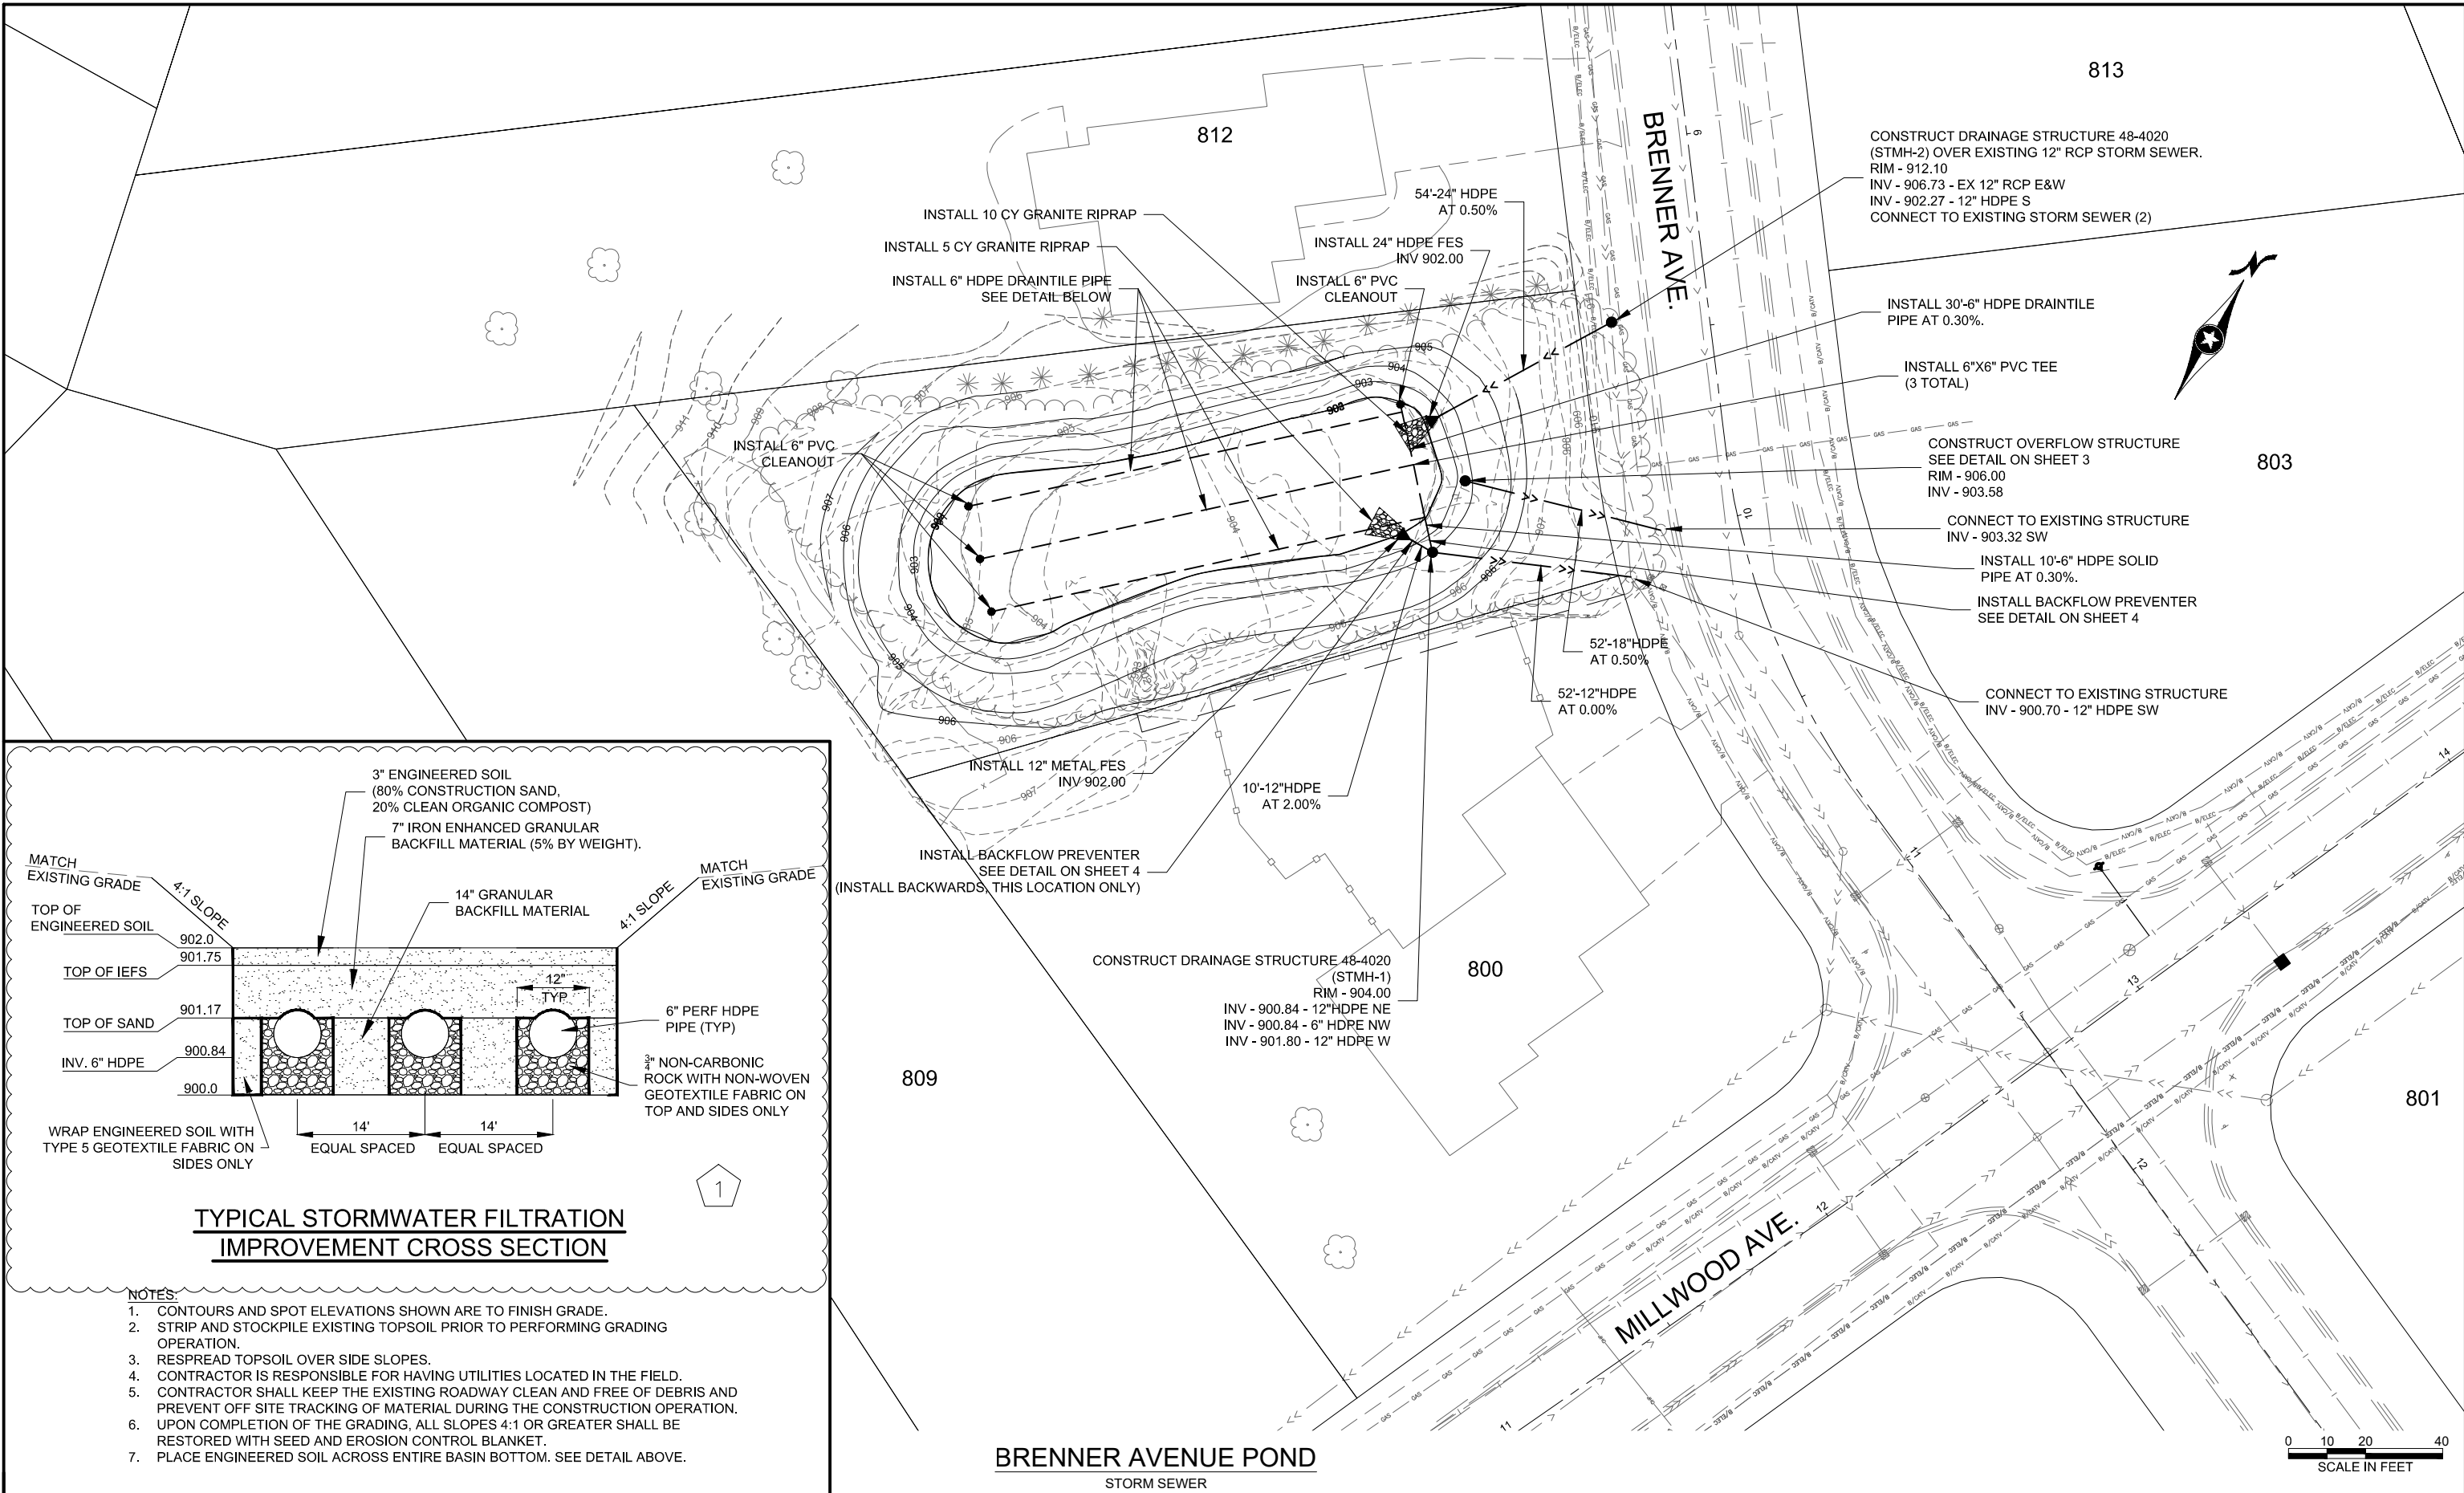 812
813
BRENNER AVE.
CONSTRUCT DRAINAGE STRUCTURE 48-4020
(STMH-2) OVER EXISTING 12" RCP STORM SEWER.
RIM - 912.10
INV - 906.73 - EX 12" RCP E&W
INV - 902.27 - 12" HDPE S
CONNECT TO EXISTING STORM SEWER (2)
54'-24" HDPE
AT 0.50%
INSTALL 10 CY GRANITE RIPRAP
INSTALL 5 CY GRANITE RIPRAP
INSTALL 6" HDPE DRAINTILE PIPE
SEE DETAIL BELOW
INSTALL 24" HDPE FES
INV 902.00
INSTALL 6" PVC
CLEANOUT
INSTALL 30'-6" HDPE DRAINTILE
PIPE AT 0.30%.
INSTALL 6"X6" PVC TEE
(3 TOTAL)
INSTALL 6" PVC
CLEANOUT
CONSTRUCT OVERFLOW STRUCTURE
SEE DETAIL ON SHEET 3
RIM - 906.00
INV - 903.58
803
CONNECT TO EXISTING STRUCTURE
INV - 903.32 SW
INSTALL 10'-6" HDPE SOLID
PIPE AT 0.30%.
INSTALL BACKFLOW PREVENTER
SEE DETAIL ON SHEET 4
52'-18"HDPE
AT 0.50%
52'-12"HDPE
AT 0.00%
CONNECT TO EXISTING STRUCTURE
INV - 900.70 - 12" HDPE SW
INSTALL 12" METAL FES
INV 902.00
10'-12"HDPE
AT 2.00%
INSTALL BACKFLOW PREVENTER
SEE DETAIL ON SHEET 4
(INSTALL BACKWARDS, THIS LOCATION ONLY)
CONSTRUCT DRAINAGE STRUCTURE 48-4020
(STMH-1)
RIM - 904.00
INV - 900.84 - 12"HDPE NE
INV - 900.84 - 6" HDPE NW
INV - 901.80 - 12" HDPE W
800
809
801
MILLWOOD AVE.
3" ENGINEERED SOIL
(80% CONSTRUCTION SAND,
20% CLEAN ORGANIC COMPOST)
7" IRON ENHANCED GRANULAR
BACKFILL MATERIAL (5% BY WEIGHT).
14" GRANULAR
BACKFILL MATERIAL
MATCH
EXISTING GRADE
4:1 SLOPE
4:1 SLOPE
MATCH
EXISTING GRADE
TOP OF
ENGINEERED SOIL
902.0
901.75
TOP OF IEFS
TOP OF SAND
901.17
INV. 6" HDPE
900.84
900.0
12"
TYP
6" PERF HDPE
PIPE (TYP)
3/4" NON-CARBONIC
ROCK WITH NON-WOVEN
GEOTEXTILE FABRIC ON
TOP AND SIDES ONLY
WRAP ENGINEERED SOIL WITH
TYPE 5 GEOTEXTILE FABRIC ON
SIDES ONLY
14'
14'
EQUAL SPACED
EQUAL SPACED
1
TYPICAL STORMWATER FILTRATION
IMPROVEMENT CROSS SECTION
NOTES:
1. CONTOURS AND SPOT ELEVATIONS SHOWN ARE TO FINISH GRADE.
2. STRIP AND STOCKPILE EXISTING TOPSOIL PRIOR TO PERFORMING GRADING
OPERATION.
3. RESPREAD TOPSOIL OVER SIDE SLOPES.
4. CONTRACTOR IS RESPONSIBLE FOR HAVING UTILITIES LOCATED IN THE FIELD.
5. CONTRACTOR SHALL KEEP THE EXISTING ROADWAY CLEAN AND FREE OF DEBRIS AND
PREVENT OFF SITE TRACKING OF MATERIAL DURING THE CONSTRUCTION OPERATION.
6. UPON COMPLETION OF THE GRADING, ALL SLOPES 4:1 OR GREATER SHALL BE
RESTORED WITH SEED AND EROSION CONTROL BLANKET.
7. PLACE ENGINEERED SOIL ACROSS ENTIRE BASIN BOTTOM. SEE DETAIL ABOVE.
BRENNER AVENUE POND
STORM SEWER
0 10 20 40
SCALE IN FEET